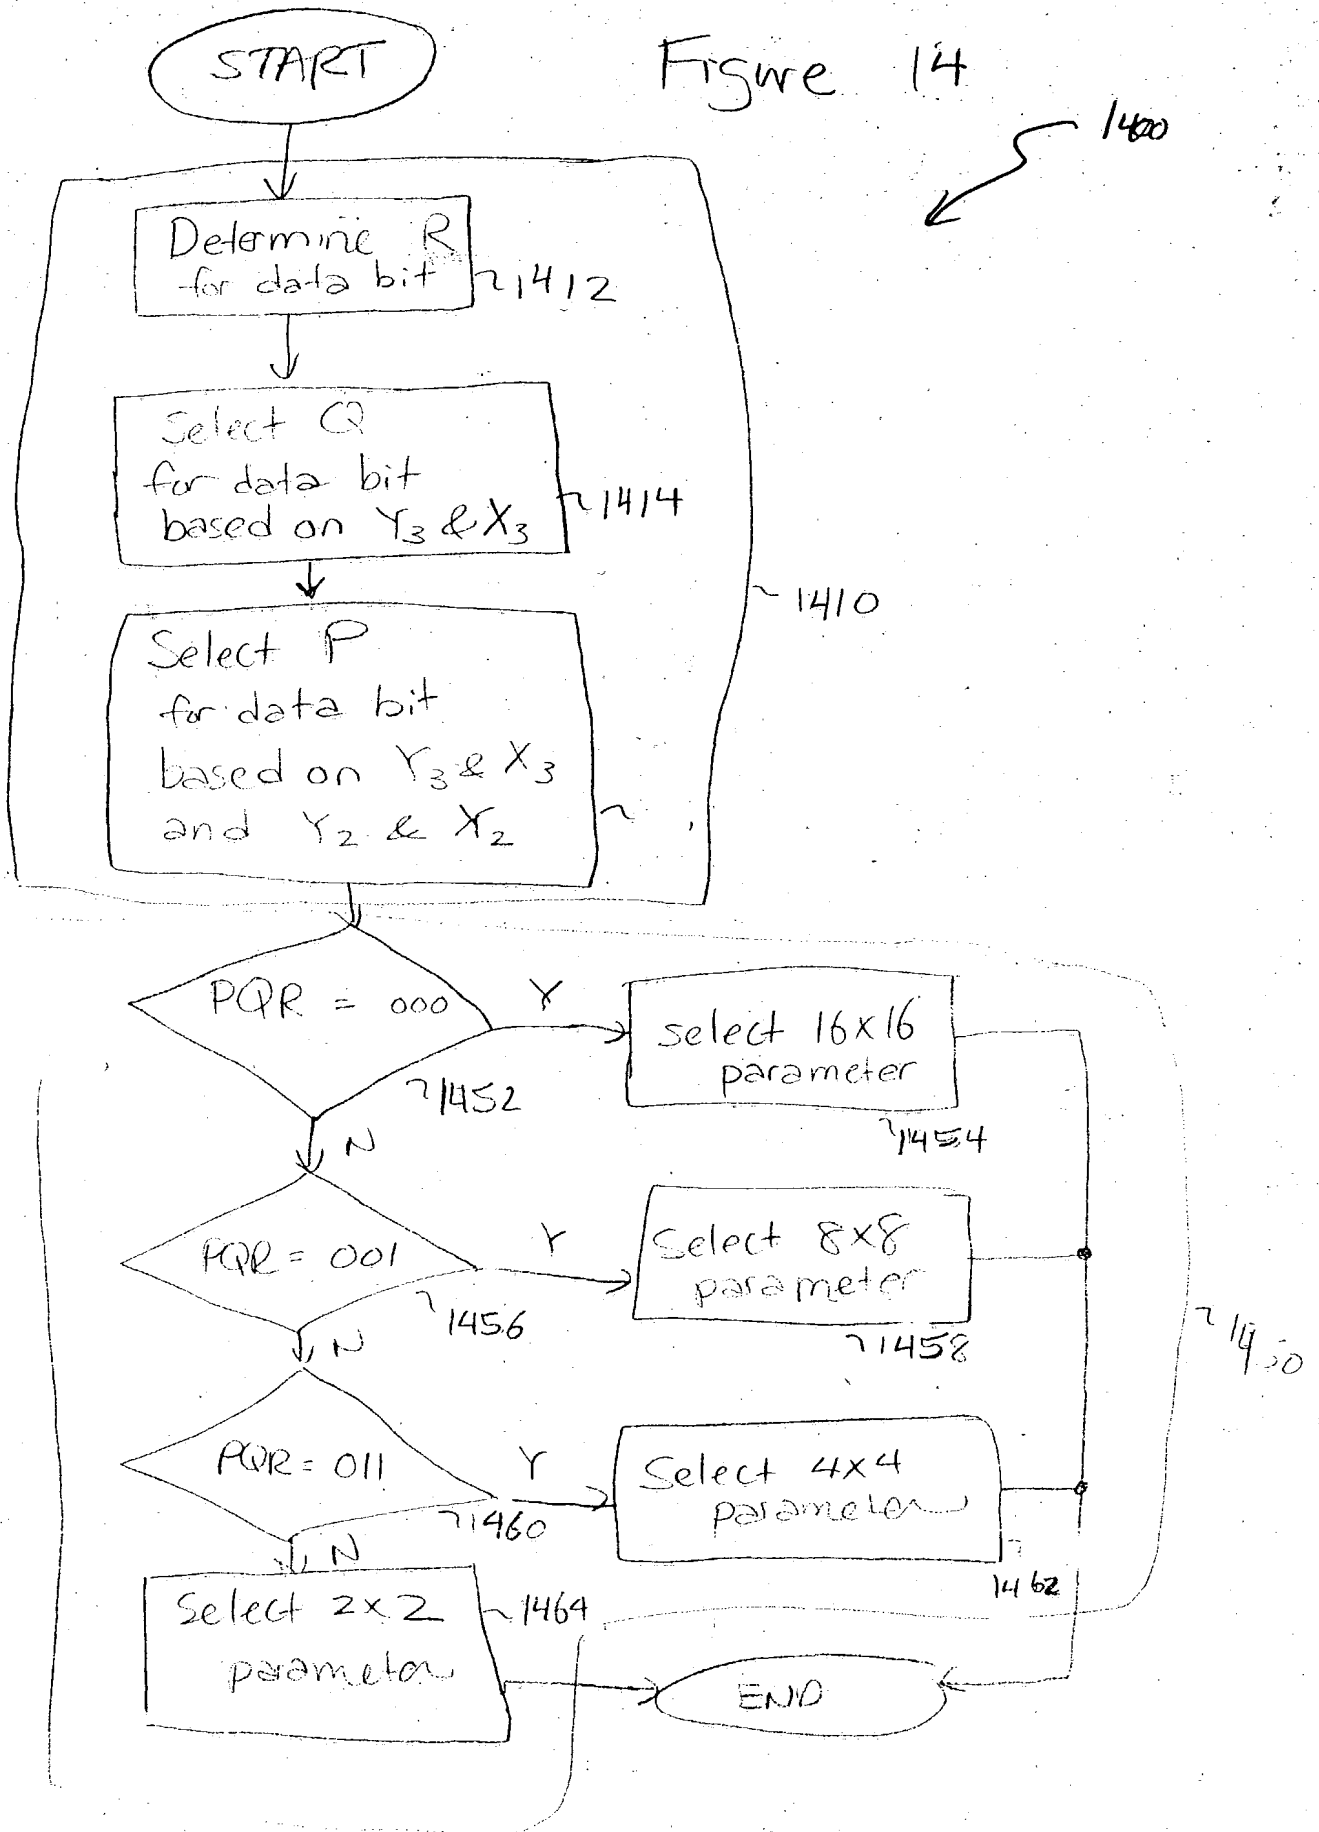 START
Figure 14
1400
Determine R
for data bit
1412
Select Q
for data bit
based on Y3 & X3
1414
1410
Select P
for data bit
based on Y3 & X3
and Y2 & X2
PQR = 000
Y
select 16x16
parameter
1452
1454
N
PQR = 001
Y
Select 8x8
parameter
1456
1458
N
PQR = 011
Y
Select 4x4
parameter
1460
1462
N
Select 2x2
parameter
1464
END